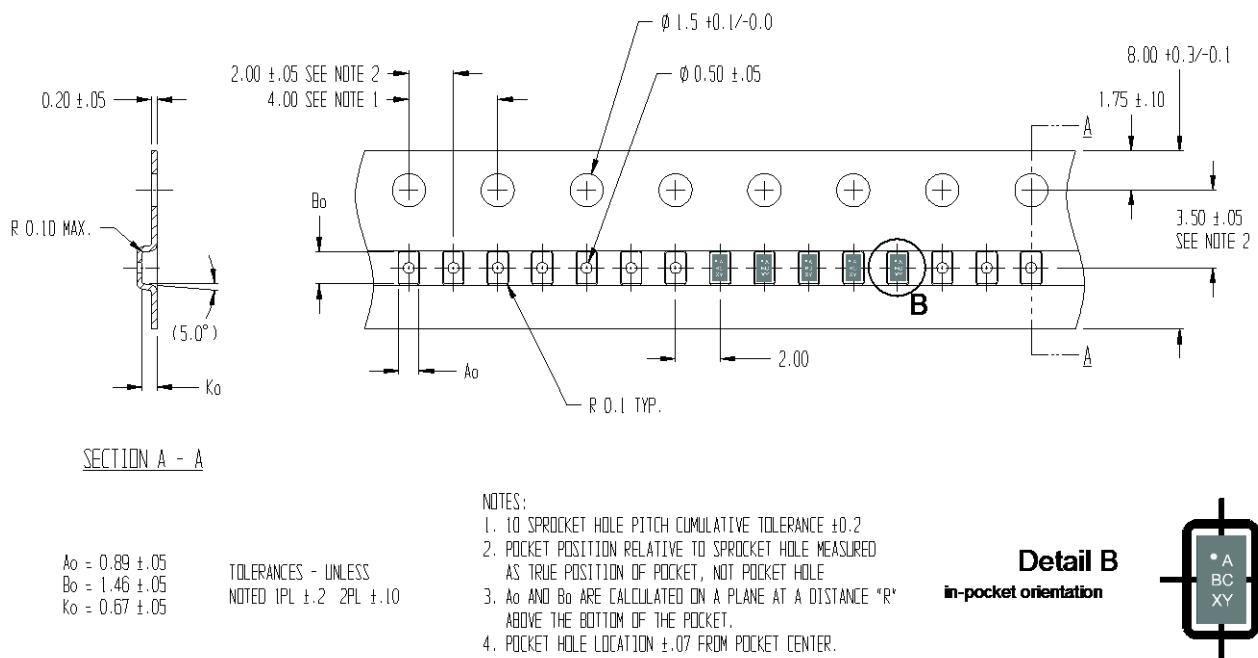 Ø 1.5 +0.1/-0.0
2.00 ±.05 SEE NOTE 2
Ø 0.50 ±.05
8.00 +0.3/-0.1
0.20 ±.05
4.00 SEE NOTE 1
1.75 ±.10
A
Bo
R 0.10 MAX.
3.50 ±.05
SEE NOTE 2
B
(5.0°)
2.00
A
Ao
Ko
R 0.1 TYP.
SECTION A - A
NOTES:
1. 10 SPROCKET HOLE PITCH CUMULATIVE TOLERANCE ±0.2
2. POCKET POSITION RELATIVE TO SPROCKET HOLE MEASURED
AS TRUE POSITION OF POCKET, NOT POCKET HOLE
3. Ao AND Bo ARE CALCULATED ON A PLANE AT A DISTANCE "R"
ABOVE THE BOTTOM OF THE POCKET.
4. POCKET HOLE LOCATION ±.07 FROM POCKET CENTER.
Ao = 0.89 ±.05
Bo = 1.46 ±.05
Ko = 0.67 ±.05
TOLERANCES - UNLESS
NOTED 1PL ±.2 2PL ±.10
Detail B
in-pocket orientation
A
BC
XY